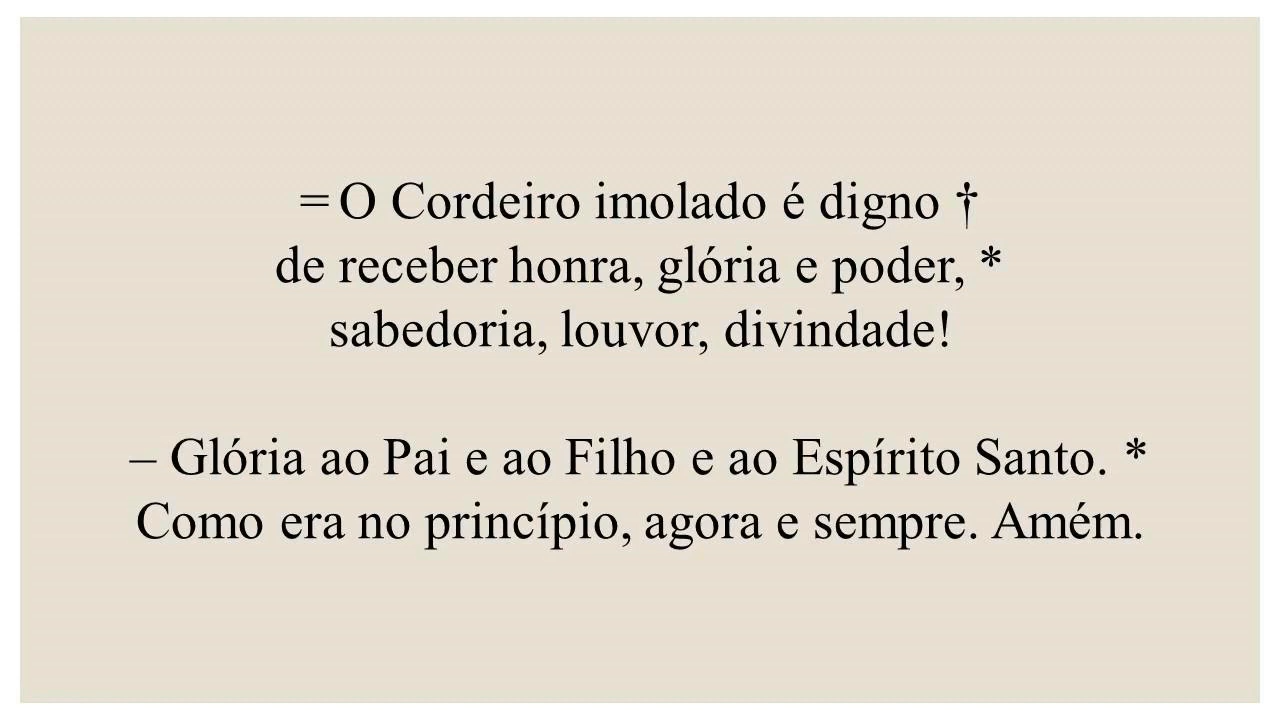 = O Cordeiro imolado é digno †
de receber honra, glória e poder, *
sabedoria, louvor, divindade!
– Glória ao Pai e ao Filho e ao Espírito Santo. *
Como era no princípio, agora e sempre. Amém.